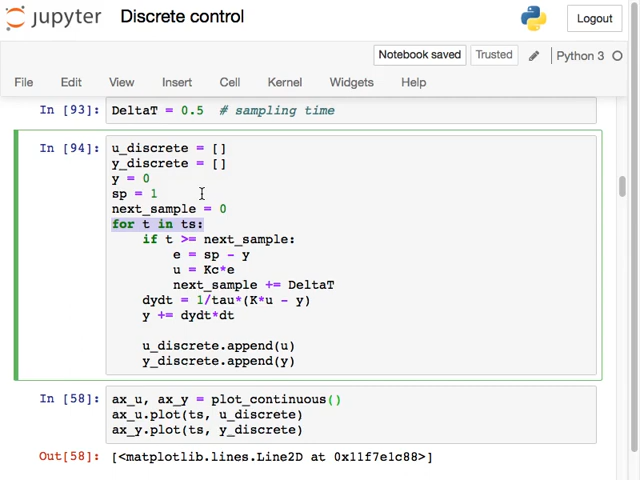 jupyter Discrete control Logout
Notebook saved Trusted Python 3
File Edit View Insert Cell Kernel Widgets Help
In [93]: DeltaT = 0.5 # sampling time
In [94]: u_discrete = []
y_discrete = []
y = 0
sp = 1
next_sample = 0
for t in ts:
if t >= next_sample:
e = sp - y
u = Kc*e
next_sample += DeltaT
dydt = 1/tau*(K*u - y)
y += dydt*dt
u_discrete.append(u)
y_discrete.append(y)
In [58]: ax_u, ax_y = plot_continuous()
ax_u.plot(ts, u_discrete)
ax_y.plot(ts, y_discrete)
Out[58]: [<matplotlib.lines.Line2D at 0x11f7e1c88>]